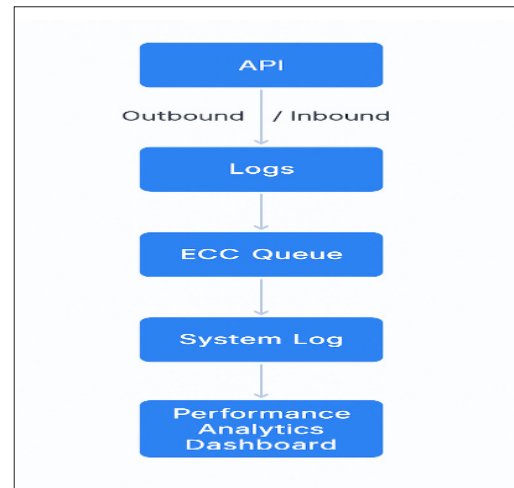 API
Outbound / Inbound
Logs
ECC Queue
System Log
Performance
Analytics
Dashboard